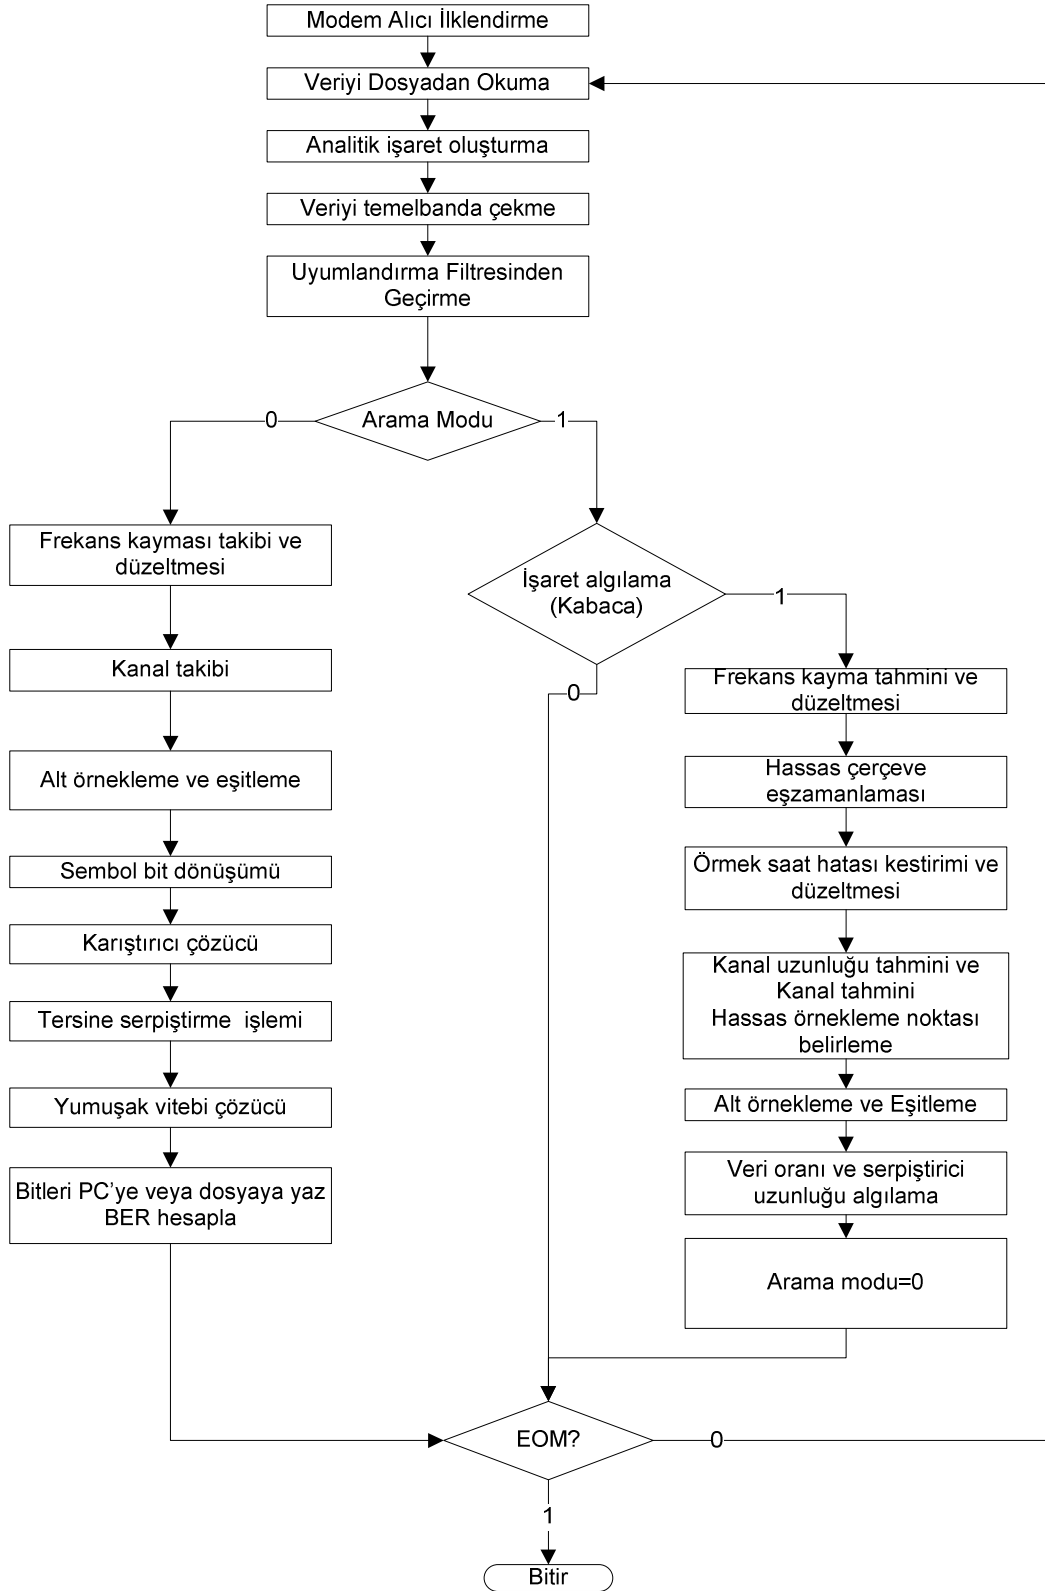 Modem Alıcı İlklendirme
Veriyi Dosyadan Okuma
Analitik işaret oluşturma
Veriyi temelbanda çekme
Uyumlandırma Filtresinden
Geçirme
Arama Modu
0
1
Frekans kayması takibi ve
düzeltmesi
Kanal takibi
Alt örnekleme ve eşitleme
Sembol bit dönüşümü
Karıştırıcı çözücü
Tersine serpiştirme işlemi
Yumuşak vitebi çözücü
Bitleri PC'ye veya dosyaya yaz
BER hesapla
İşaret algılama
(Kabaca)
1
0
Frekans kayma tahmini ve
düzeltmesi
Hassas çerçeve
eşzamanlaması
Örmek saat hatası kestirimi ve
düzeltmesi
Kanal uzunluğu tahmini ve
Kanal tahmini
Hassas örnekleme noktası
belirleme
Alt örnekleme ve Eşitleme
Veri oranı ve serpiştirici
uzunluğu algılama
Arama modu=0
EOM?
0
1
Bitir